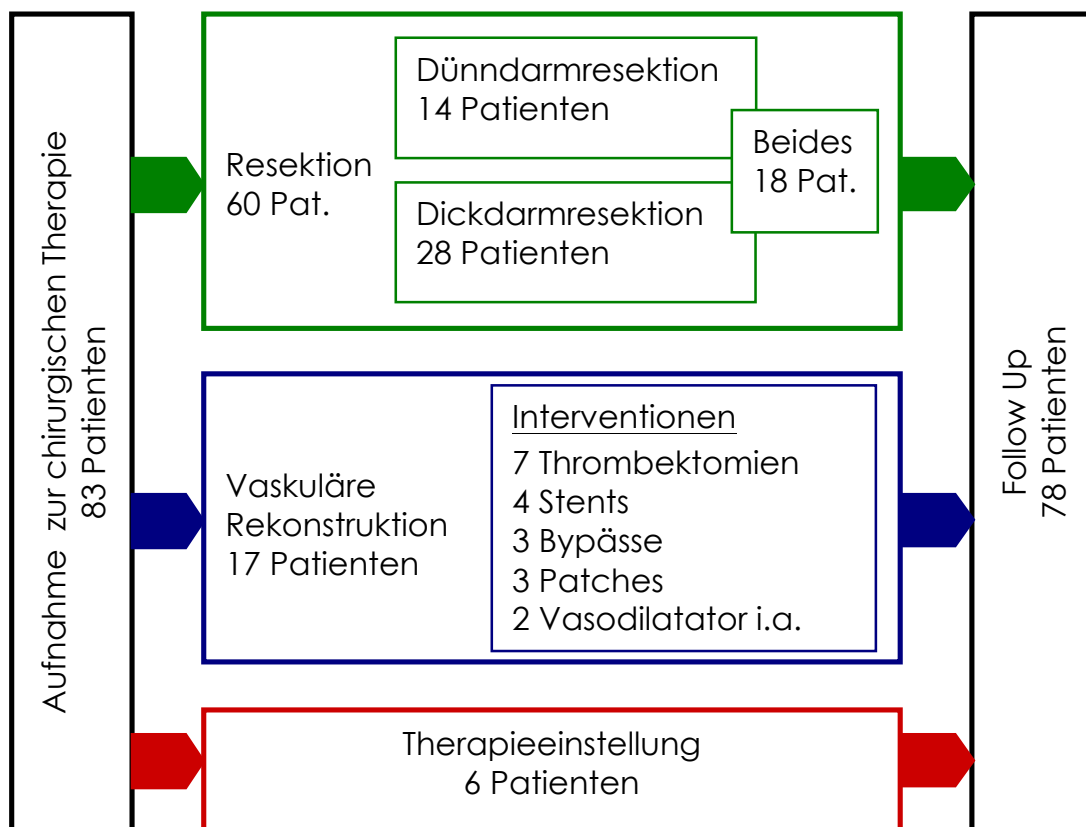 Aufnahme zur chirurgischen Therapie
83 Patienten
Resektion
60 Pat.
Dünndarmresektion
14 Patienten
Beides
18 Pat.
Dickdarmresektion
28 Patienten
Vaskuläre
Rekonstruktion
17 Patienten
Interventionen
7 Thrombektomien
4 Stents
3 Bypässe
3 Patches
2 Vasodilatator i.a.
Therapieeinstellung
6 Patienten
Follow Up
78 Patienten